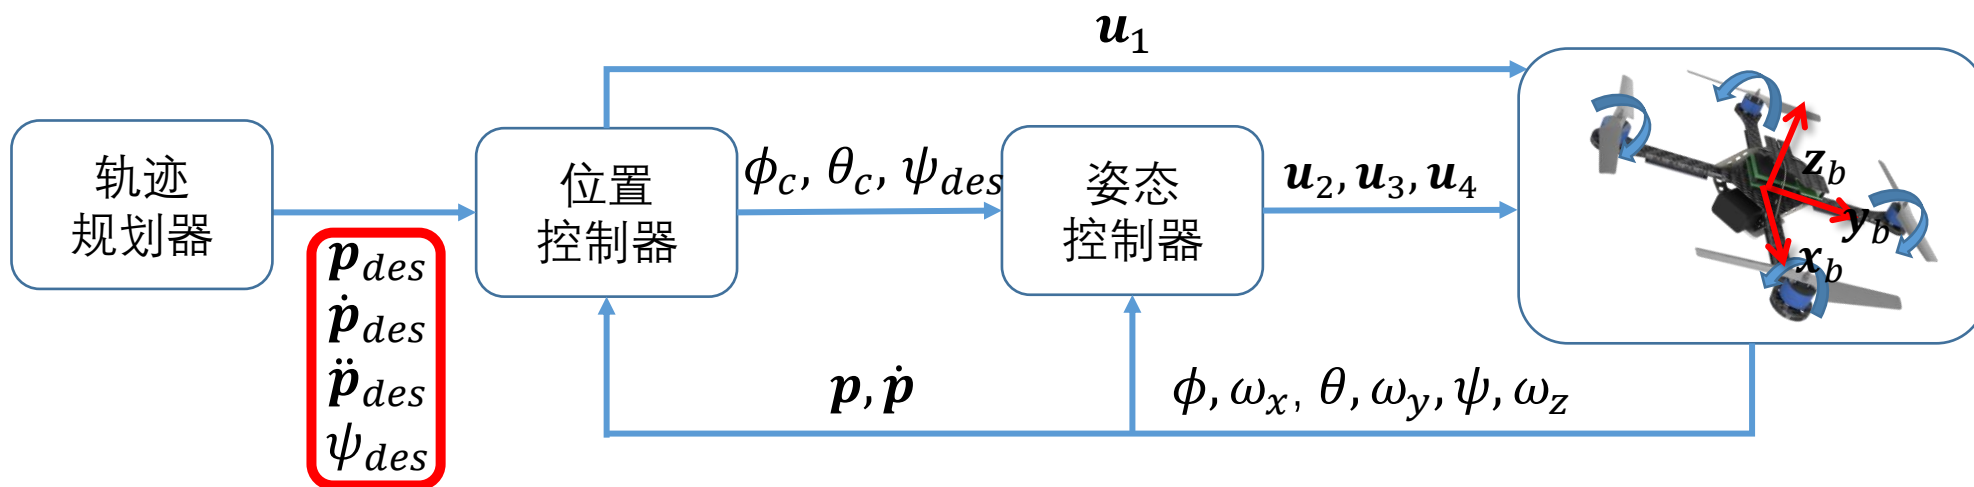 𝒖₁
轨迹
规划器
𝒑_des
𝒑̇_des
𝒑̈_des
ψ_des
位置
控制器
ϕ_c, θ_c, ψ_des
姿态
控制器
𝒖₂, 𝒖₃, 𝒖₄
𝒛_b
𝒚_b
𝒙_b
𝒑, 𝒑̇
ϕ, ω_x, θ, ω_y, ψ, ω_z